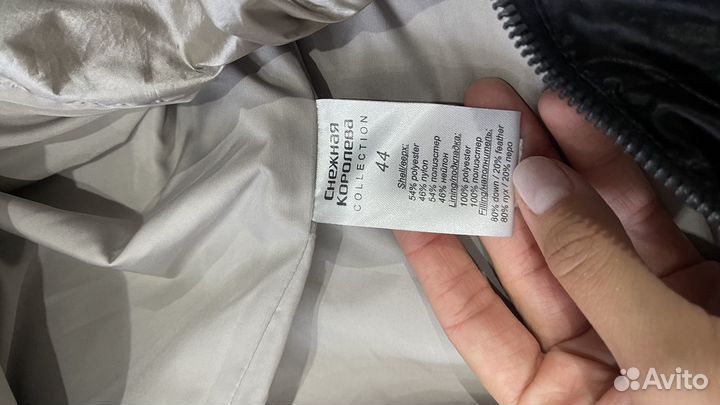 СНЕЖНАЯ
КОРОЛЕВА
COLLECTION
44
Shell/верх:
54% polyester
46% nylon
54% полиэстер
46% нейлон
Lining/подкладка:
100% polyester
100% полиэстер
Filling/наполнитель:
80% down / 20% feather
80% пух / 20% перо
Avito